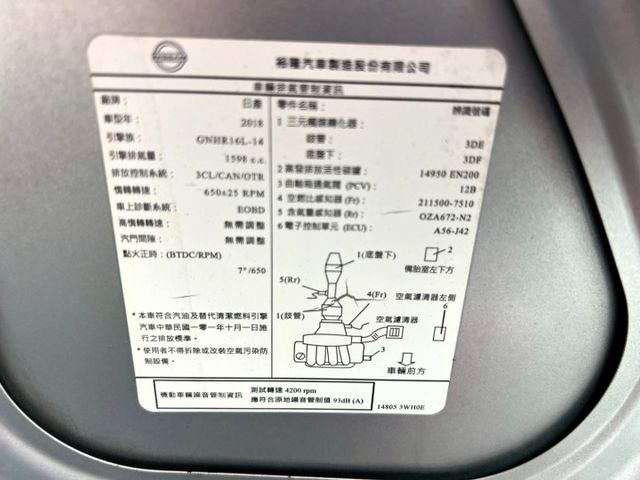 NISSAN
裕隆汽車製造股份有限公司
車輛排氣管制資訊
廠牌： 日產
車型年： 2018
引擎族： GNHR16L-14
引擎排氣量： 1598 c.c.
排放控制系統： 3CL/CAN/OTR
惰轉轉速： 650±25 RPM
車上診斷系統： EOBD
高惰轉轉速： 無需調整
汽門間隙： 無需調整
點火正時：(BTDC/RPM)
7°/650
*本車符合汽油及替代清潔燃料引擎
汽車中華民國一０一年十月一日施
行之排放標準。
*使用者不得拆除或改裝空氣污染防
制設備。
零件名稱： 辨識號碼
1 三元觸媒轉化器：
歧管： 3DE
底盤下： 3DF
2 蒸發排放活性碳罐： 14950 EN200
3 曲軸箱通氣閥 (PCV)： 12B
4 空燃比感知器 (Fr)： 211500-7510
5 含氧量感知器 (Rr)： OZA672-N2
6 電子控制單元 (ECU)： A56-J42
1(底盤下)
2
備胎室左下方
5(Rr)
4(Fr)
空氣濾清器左側
6
1(歧管)
空氣濾清器
3
車輛前方
機動車輛噪音管制資訊
測試轉速 4200 rpm
應符合原地噪音管制值 93dB (A)
14805 3WH0E